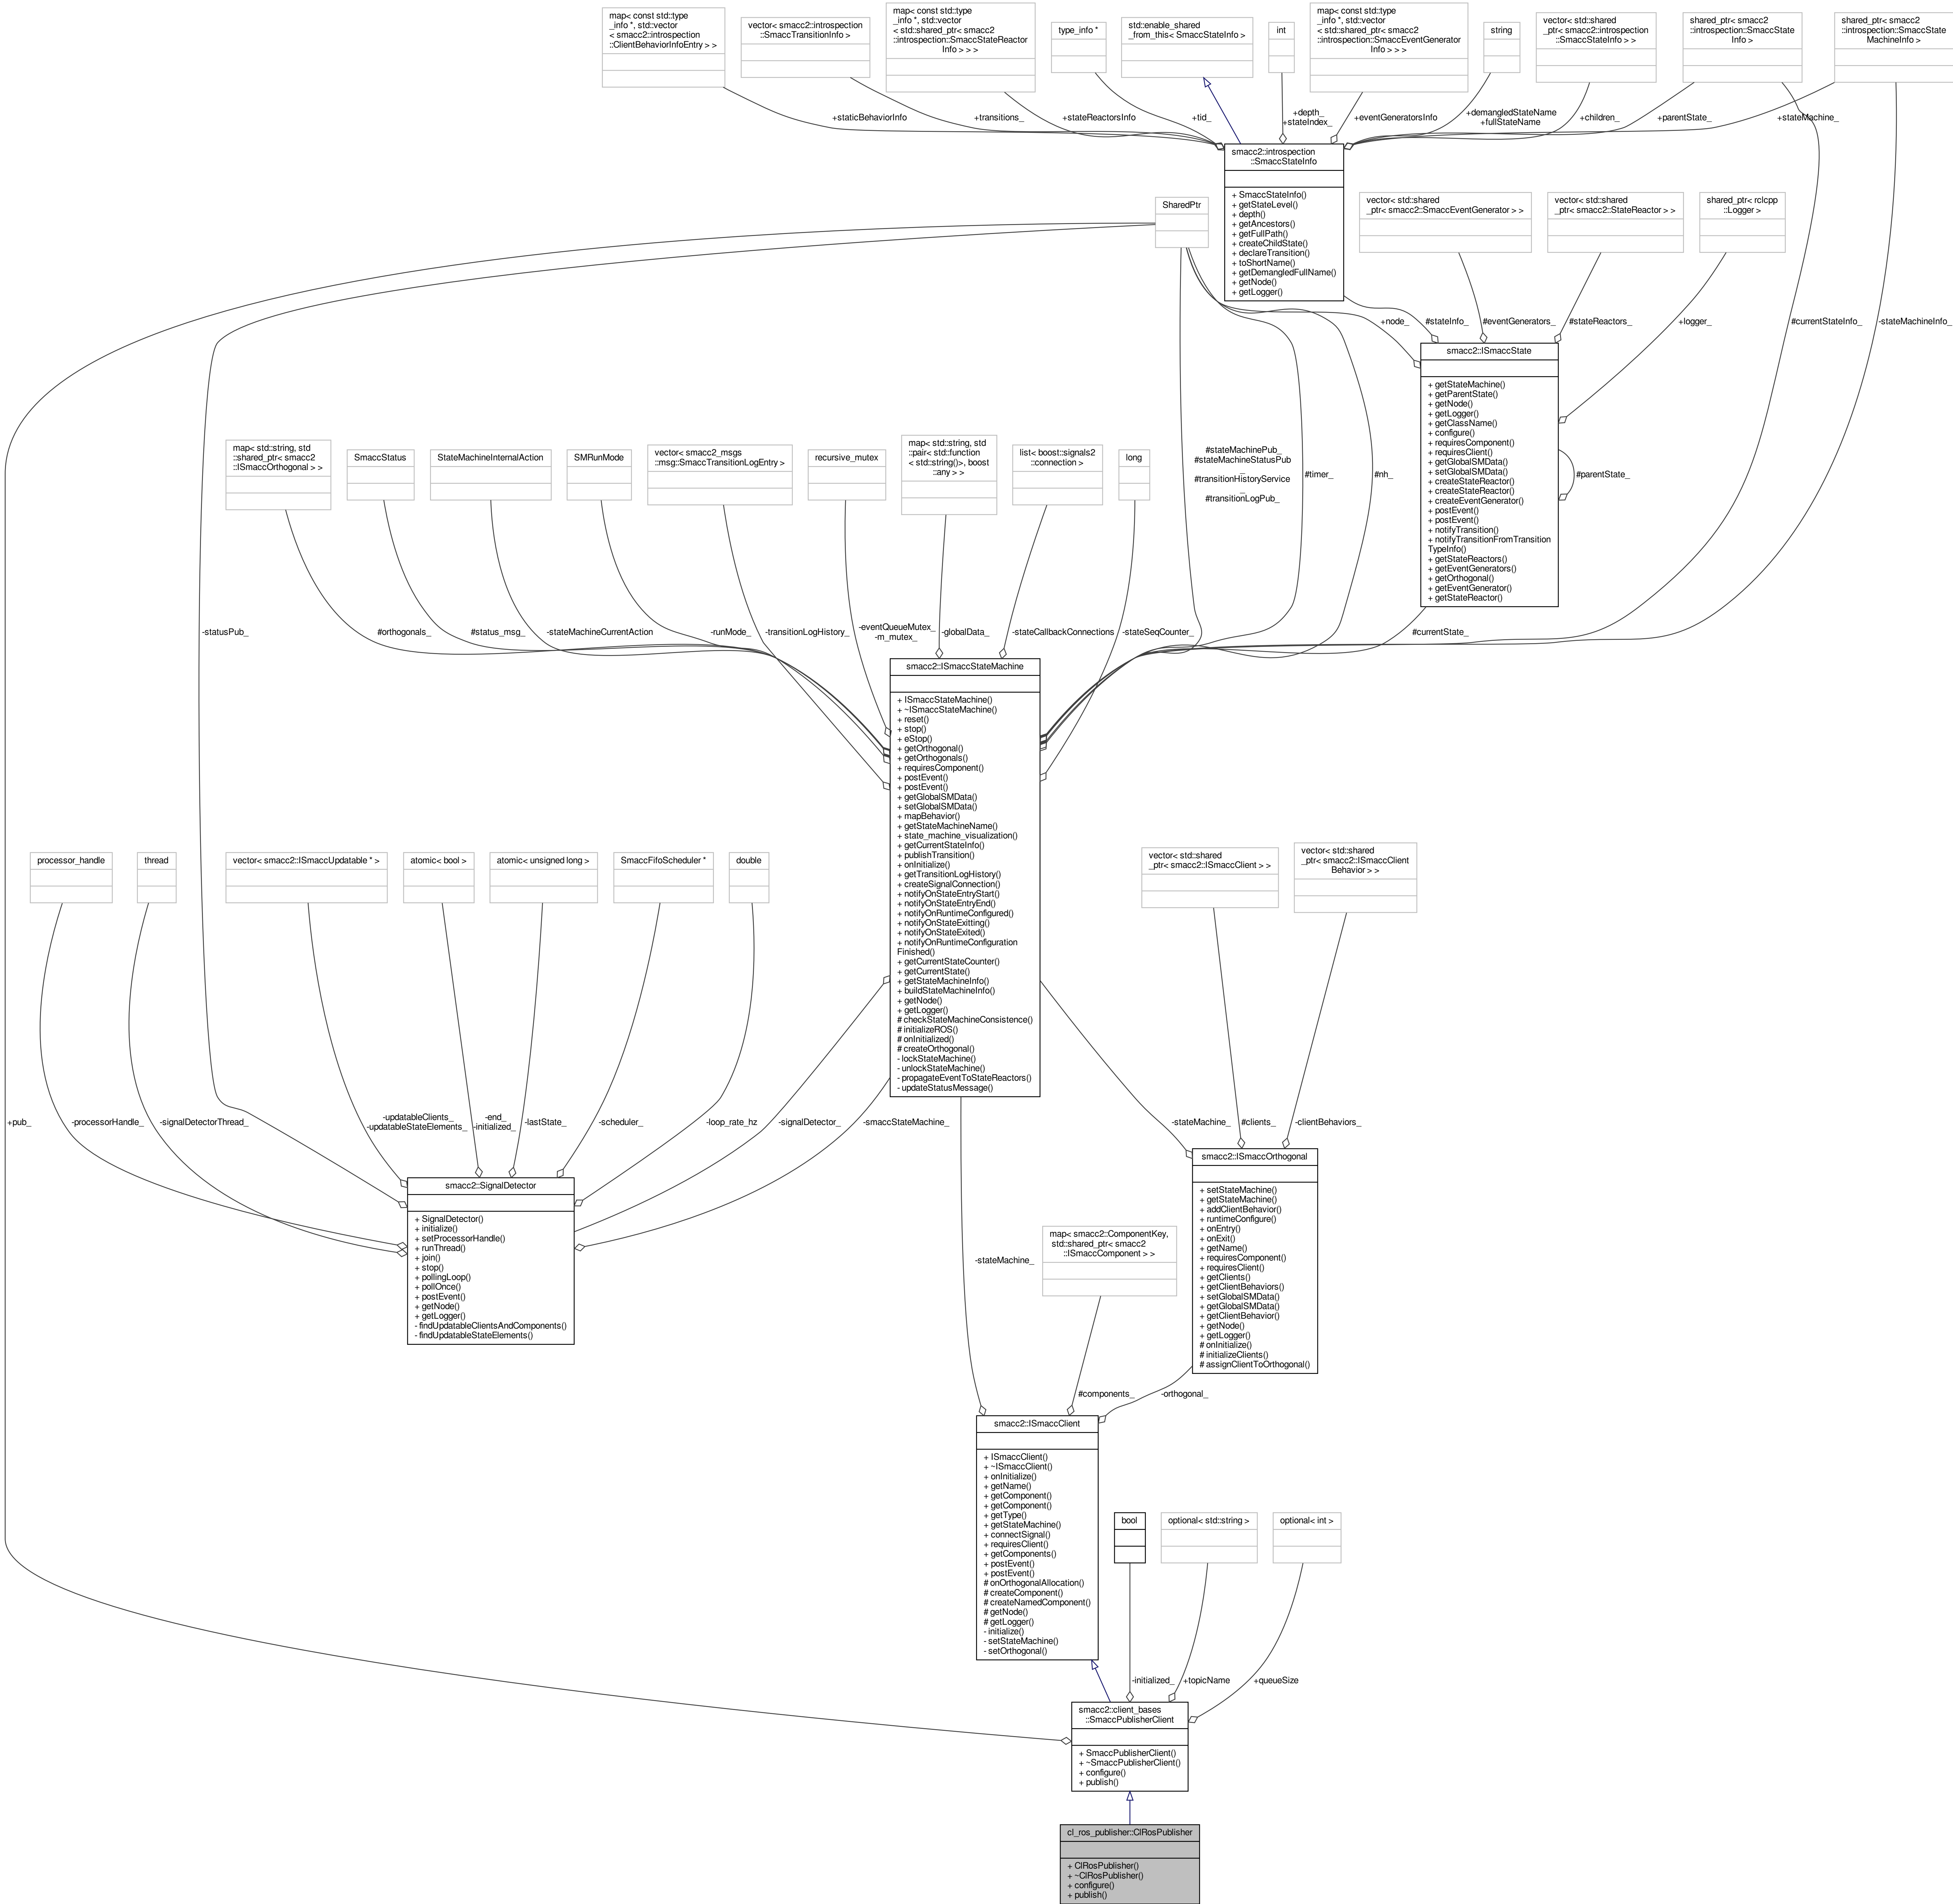 map< const std::type
_info *, std::vector
< smacc2::introspection
::ClientBehaviorInfoEntry > >
vector< smacc2::introspection
::SmaccTransitionInfo >
map< const std::type
_info *, std::vector
< std::shared_ptr< smacc2
::introspection::SmaccStateReactor
Info > > >
type_info *
std::enable_shared
_from_this< SmaccStateInfo >
int
map< const std::type
_info *, std::vector
< std::shared_ptr< smacc2
::introspection::SmaccEventGenerator
Info > > >
string
vector< std::shared
_ptr< smacc2::introspection
::SmaccStateInfo > >
shared_ptr< smacc2
::introspection::SmaccState
Info >
shared_ptr< smacc2
::introspection::SmaccState
MachineInfo >
+staticBehaviorInfo
+transitions_
+stateReactorsInfo
+tid_
+depth_
+stateIndex_
+eventGeneratorsInfo
+demangledStateName
+fullStateName
+children_
+parentState_
+stateMachine_
smacc2::introspection
::SmaccStateInfo
+ SmaccStateInfo()
+ getStateLevel()
+ depth()
+ getAncestors()
+ getFullPath()
+ createChildState()
+ declareTransition()
+ toShortName()
+ getDemangledFullName()
+ getNode()
+ getLogger()
SharedPtr
vector< std::shared
_ptr< smacc2::SmaccEventGenerator > >
vector< std::shared
_ptr< smacc2::StateReactor > >
shared_ptr< rclcpp
::Logger >
+node_
#stateInfo_
#eventGenerators_
#stateReactors_
+logger_
#currentStateInfo_
-stateMachineInfo_
smacc2::ISmaccState
+ getStateMachine()
+ getParentState()
+ getNode()
+ getLogger()
+ getClassName()
+ configure()
+ requiresComponent()
+ requiresClient()
+ getGlobalSMData()
+ setGlobalSMData()
+ createStateReactor()
+ createStateReactor()
+ createEventGenerator()
+ postEvent()
+ postEvent()
+ notifyTransition()
+ notifyTransitionFromTransition
TypeInfo()
+ getStateReactors()
+ getEventGenerators()
+ getOrthogonal()
+ getEventGenerator()
+ getStateReactor()
#parentState_
map< std::string, std
::shared_ptr< smacc2
::ISmaccOrthogonal > >
SmaccStatus
StateMachineInternalAction
SMRunMode
vector< smacc2_msgs
::msg::SmaccTransitionLogEntry >
recursive_mutex
map< std::string, std
::pair< std::function
< std::string()>, boost
::any > >
list< boost::signals2
::connection >
long
#stateMachinePub_
#stateMachineStatusPub
_
#transitionHistoryService
_
#transitionLogPub_
#timer_
#nh_
-statusPub_
#orthogonals_
#status_msg_
-stateMachineCurrentAction
-runMode_
-transitionLogHistory_
-eventQueueMutex_
-m_mutex_
-globalData_
-stateCallbackConnections
-stateSeqCounter_
#currentState_
smacc2::ISmaccStateMachine
+ ISmaccStateMachine()
+ ~ISmaccStateMachine()
+ reset()
+ stop()
+ eStop()
+ getOrthogonal()
+ getOrthogonals()
+ requiresComponent()
+ postEvent()
+ postEvent()
+ getGlobalSMData()
+ setGlobalSMData()
+ mapBehavior()
+ getStateMachineName()
+ state_machine_visualization()
+ getCurrentStateInfo()
+ publishTransition()
+ onInitialize()
+ getTransitionLogHistory()
+ createSignalConnection()
+ notifyOnStateEntryStart()
+ notifyOnStateEntryEnd()
+ notifyOnRuntimeConfigured()
+ notifyOnStateExitting()
+ notifyOnStateExited()
+ notifyOnRuntimeConfiguration
Finished()
+ getCurrentStateCounter()
+ getCurrentState()
+ getStateMachineInfo()
+ buildStateMachineInfo()
+ getNode()
+ getLogger()
# checkStateMachineConsistence()
# initializeROS()
# onInitialized()
# createOrthogonal()
- lockStateMachine()
- unlockStateMachine()
- propagateEventToStateReactors()
- updateStatusMessage()
processor_handle
thread
vector< smacc2::ISmaccUpdatable * >
atomic< bool >
atomic< unsigned long >
SmaccFifoScheduler *
double
vector< std::shared
_ptr< smacc2::ISmaccClient > >
vector< std::shared
_ptr< smacc2::ISmaccClient
Behavior > >
+pub_
-processorHandle_
-signalDetectorThread_
-updatableClients_
-updatableStateElements_
-end_
-initialized_
-lastState_
-scheduler_
-loop_rate_hz
-signalDetector_
-smaccStateMachine_
-stateMachine_
#clients_
-clientBehaviors_
smacc2::SignalDetector
+ SignalDetector()
+ initialize()
+ setProcessorHandle()
+ runThread()
+ join()
+ stop()
+ pollingLoop()
+ pollOnce()
+ postEvent()
+ getNode()
+ getLogger()
- findUpdatableClientsAndComponents()
- findUpdatableStateElements()
smacc2::ISmaccOrthogonal
+ setStateMachine()
+ getStateMachine()
+ addClientBehavior()
+ runtimeConfigure()
+ onEntry()
+ onExit()
+ getName()
+ requiresComponent()
+ requiresClient()
+ getClients()
+ getClientBehaviors()
+ setGlobalSMData()
+ getGlobalSMData()
+ getClientBehavior()
+ getNode()
+ getLogger()
# onInitialize()
# initializeClients()
# assignClientToOrthogonal()
map< smacc2::ComponentKey,
std::shared_ptr< smacc2
::ISmaccComponent > >
-stateMachine_
#components_
-orthogonal_
smacc2::ISmaccClient
+ ISmaccClient()
+ ~ISmaccClient()
+ onInitialize()
+ getName()
+ getComponent()
+ getComponent()
+ getType()
+ getStateMachine()
+ connectSignal()
+ requiresClient()
+ getComponents()
+ postEvent()
+ postEvent()
# onOrthogonalAllocation()
# createComponent()
# createNamedComponent()
# getNode()
# getLogger()
- initialize()
- setStateMachine()
- setOrthogonal()
bool
optional< std::string >
optional< int >
-initialized_
+topicName
+queueSize
smacc2::client_bases
::SmaccPublisherClient
+ SmaccPublisherClient()
+ ~SmaccPublisherClient()
+ configure()
+ publish()
cl_ros_publisher::ClRosPublisher
+ ClRosPublisher()
+ ~ClRosPublisher()
+ configure()
+ publish()